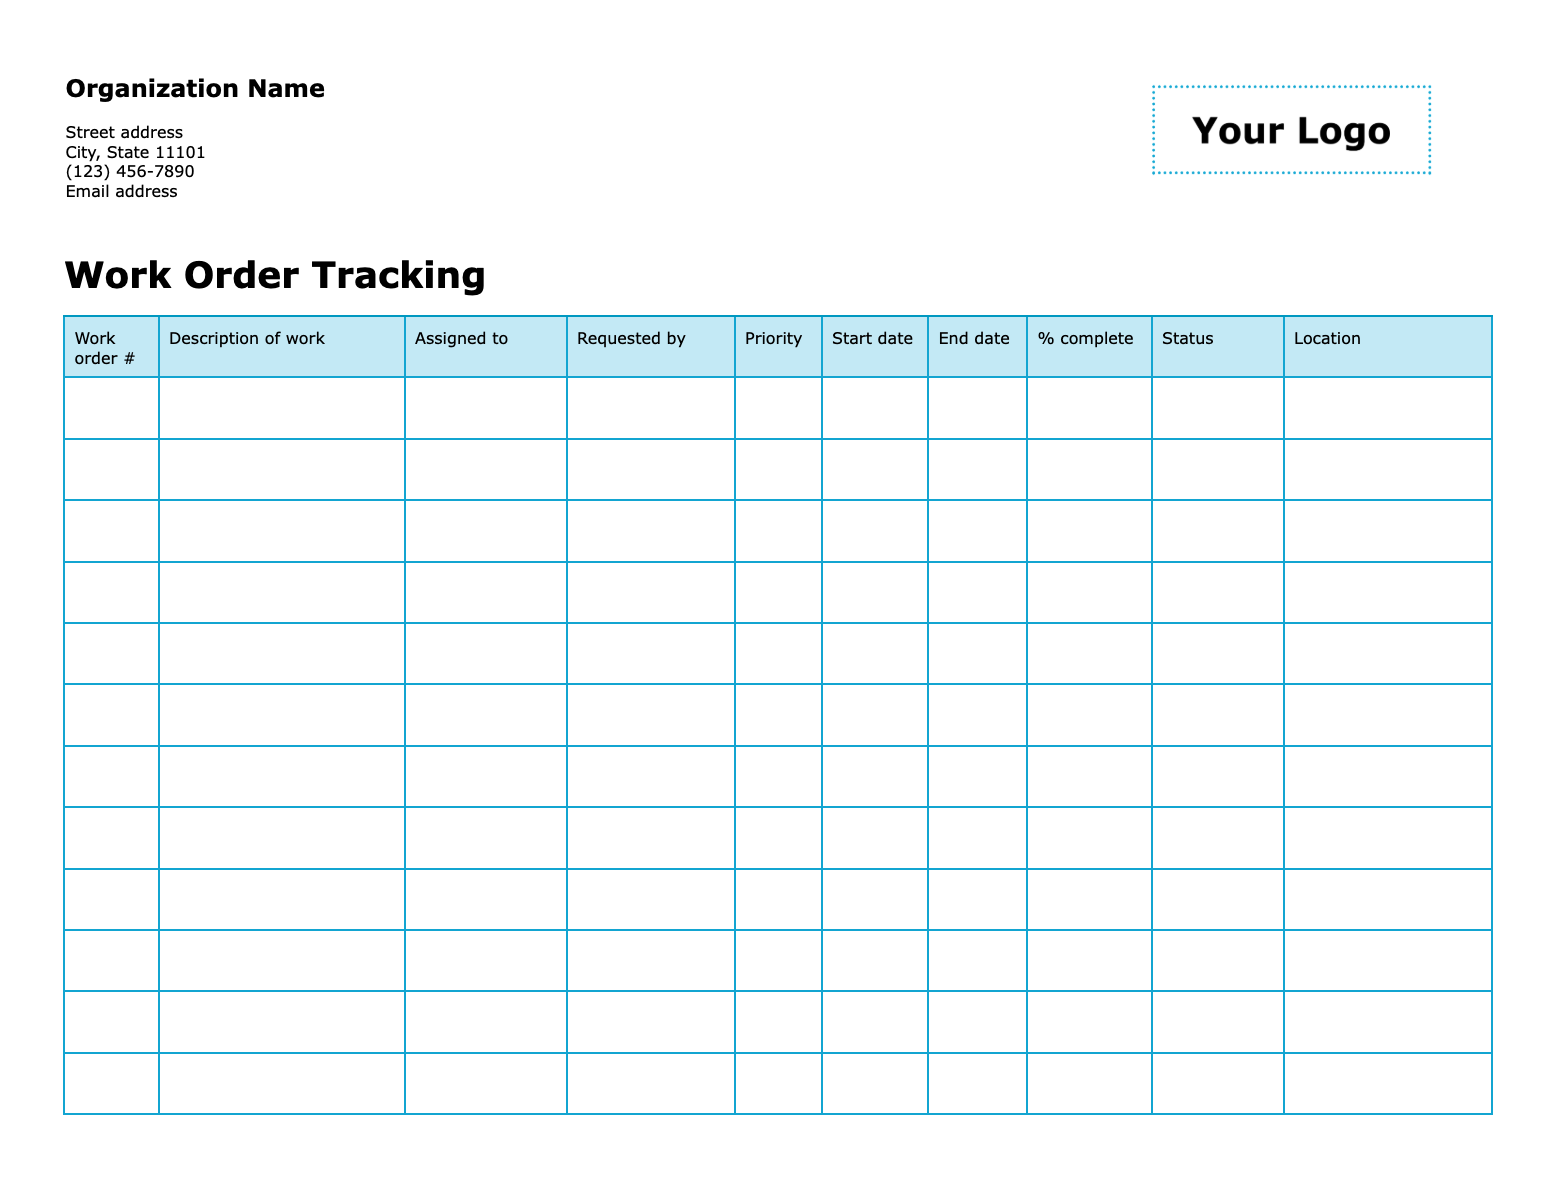 Organization Name
Your Logo
Street address
City, State 11101
(123) 456-7890
Email address
Work Order Tracking
Work order # Description of work Assigned to Requested by Priority Start date End date % complete Status Location